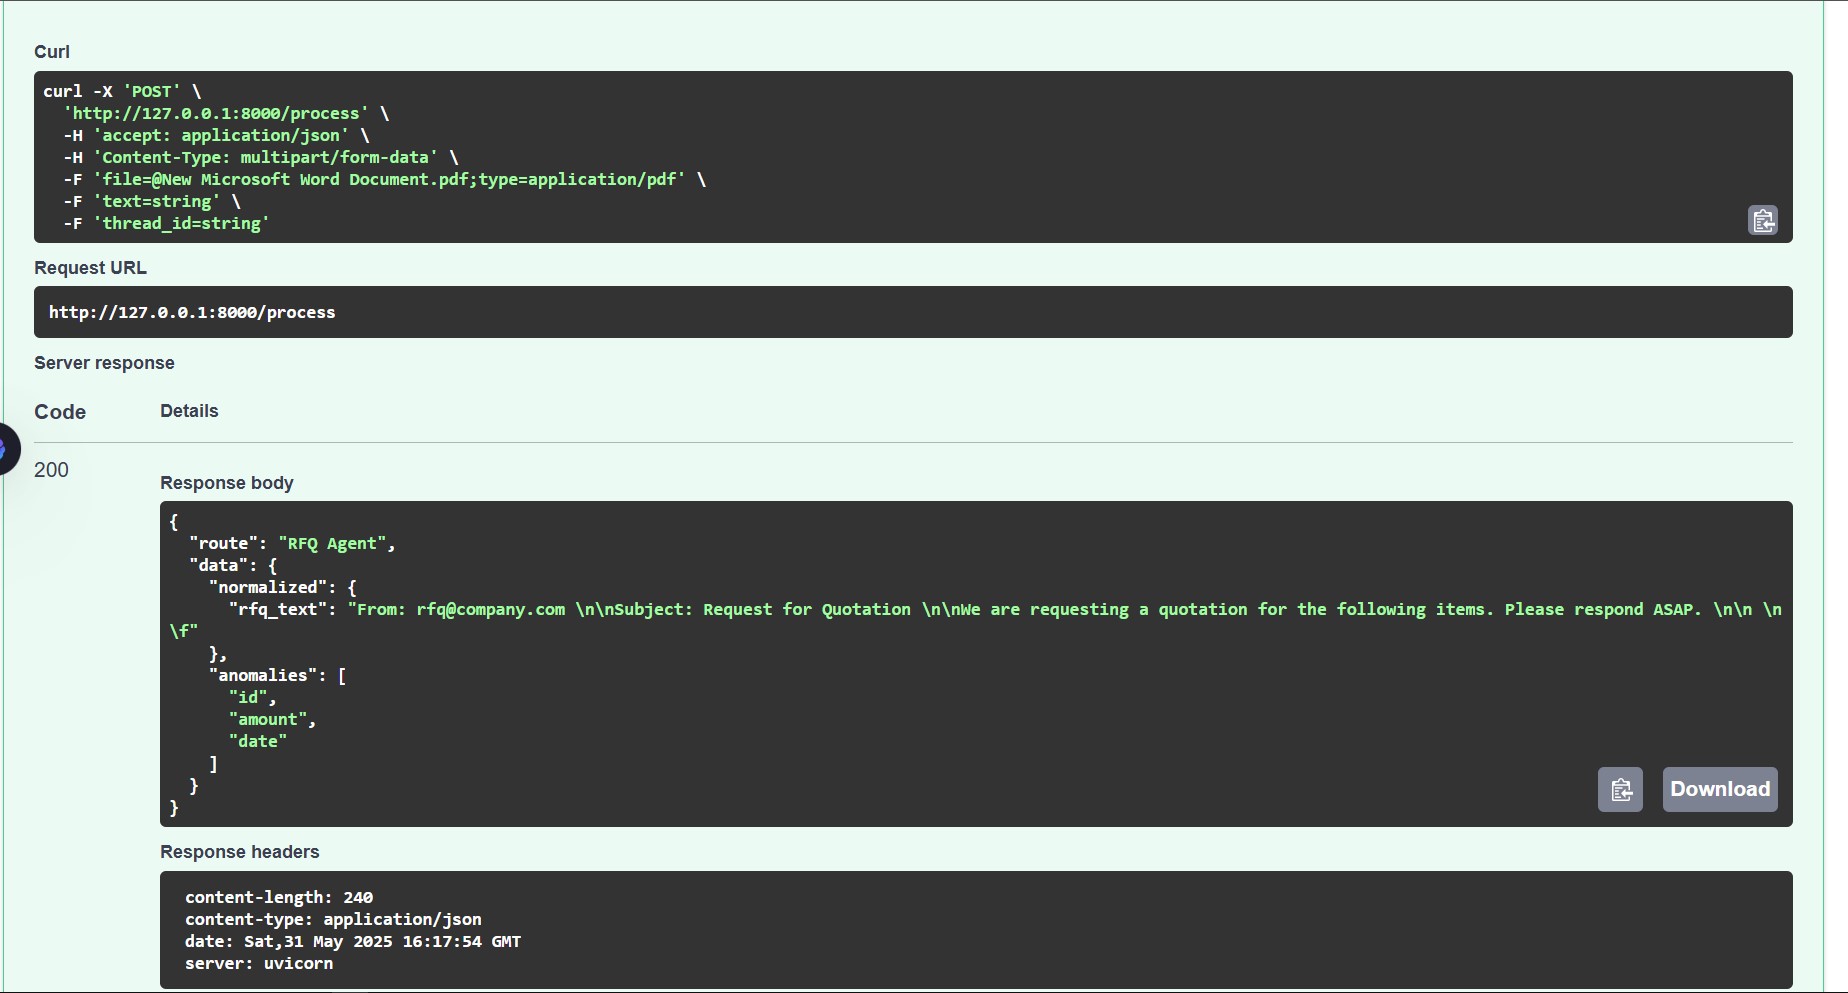 Curl
curl -X 'POST' \
  'http://127.0.0.1:8000/process' \
  -H 'accept: application/json' \
  -H 'Content-Type: multipart/form-data' \
  -F 'file=@New Microsoft Word Document.pdf;type=application/pdf' \
  -F 'text=string' \
  -F 'thread_id=string'
Request URL
http://127.0.0.1:8000/process
Server response
Code Details
200
Response body
{
  "route": "RFQ Agent",
  "data": {
    "normalized": {
      "rfq_text": "From: rfq@company.com \n\nSubject: Request for Quotation \n\nWe are requesting a quotation for the following items. Please respond ASAP. \n\n \n
\f"
    },
    "anomalies": [
      "id",
      "amount",
      "date"
    ]
  }
}
Download
Response headers
content-length: 240
content-type: application/json
date: Sat,31 May 2025 16:17:54 GMT
server: uvicorn